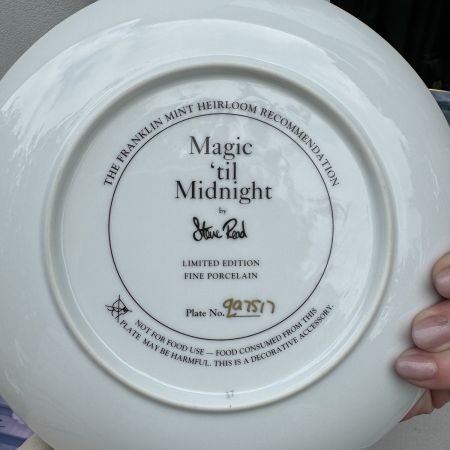 THE FRANKLIN MINT HEIRLOOM RECOMMENDATION
Magic
'til
Midnight
by
Steve Read
LIMITED EDITION
FINE PORCELAIN
Plate No. 9A7517
NOT FOR FOOD USE — FOOD CONSUMED FROM THIS
PLATE MAY BE HARMFUL. THIS IS A DECORATIVE ACCESSORY.